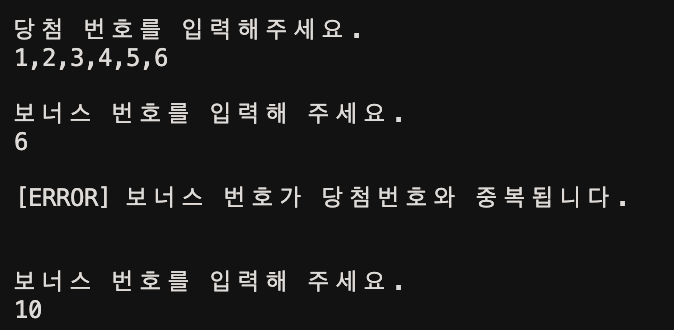 당첨 번호를 입력해주세요.
1,2,3,4,5,6
보너스 번호를 입력해 주세요.
6
[ERROR] 보너스 번호가 당첨번호와 중복됩니다.
보너스 번호를 입력해 주세요.
10